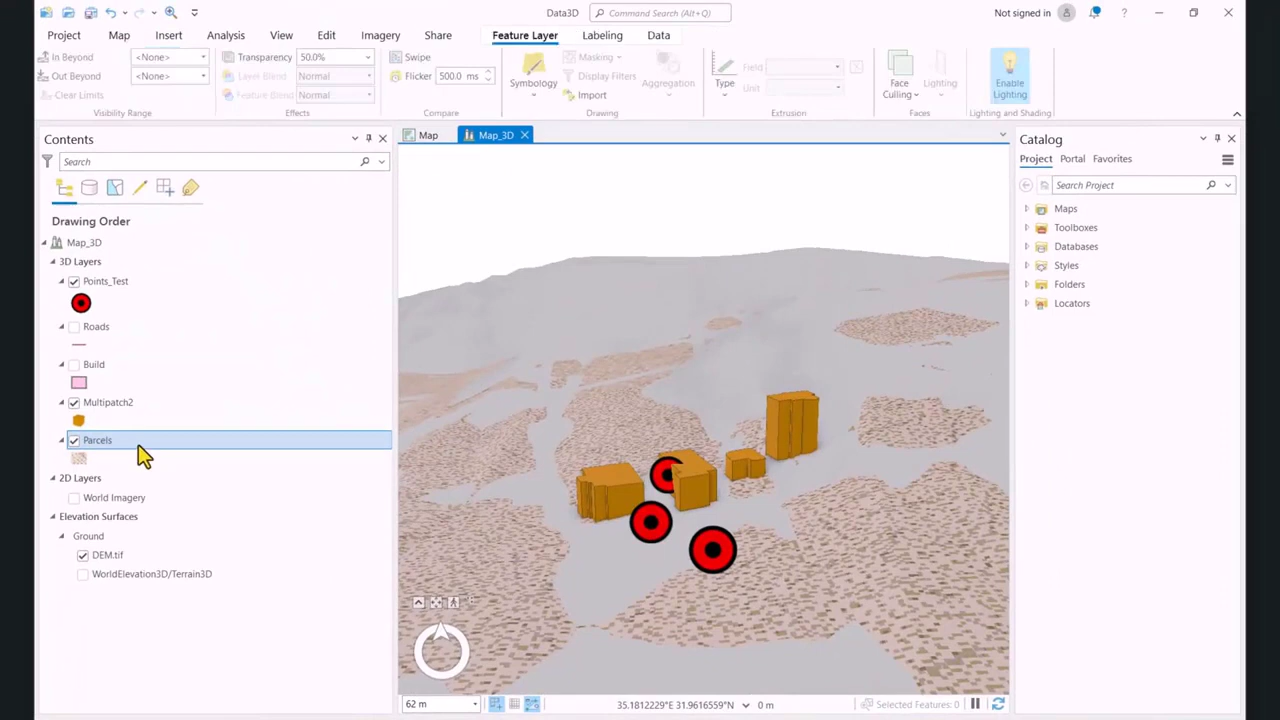 Data3D
Command Search (Alt+Q)
Not signed in
?
Project
Map
Insert
Analysis
View
Edit
Imagery
Share
Feature Layer
Labeling
Data
In Beyond
<None>
Out Beyond
<None>
Clear Limits
Visibility Range
Transparency
50.0%
Layer Blend
Normal
Feature Blend
Normal
Effects
Swipe
Flicker
500.0 ms
Compare
Symbology
Masking
Display Filters
Import
Aggregation
Drawing
Type
Field
Unit
Extrusion
Face
Culling
Lighting
Faces
Enable
Lighting
Lighting and Shading
Contents
Search
Drawing Order
Map_3D
3D Layers
Points_Test
Roads
Build
Multipatch2
Parcels
2D Layers
World Imagery
Elevation Surfaces
Ground
DEM.tif
WorldElevation3D/Terrain3D
Map
Map_3D
62 m
35.1812229°E 31.9616559°N
0 m
Selected Features: 0
Catalog
Project
Portal
Favorites
Search Project
Maps
Toolboxes
Databases
Styles
Folders
Locators